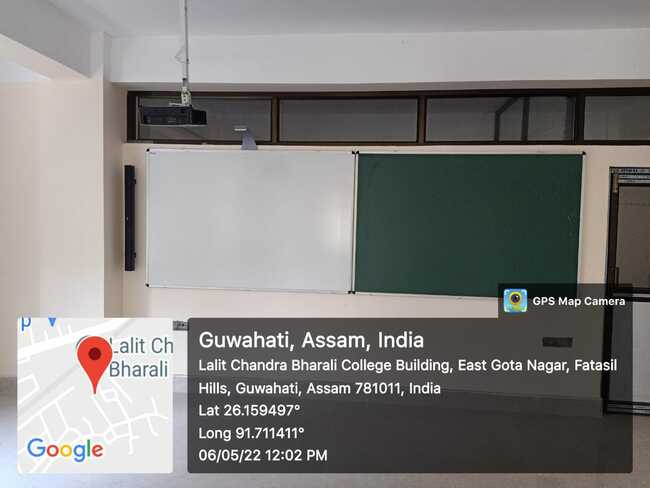 GPS Map Camera
p
Lalit Ch
Bharali
Google
Guwahati, Assam, India
Lalit Chandra Bharali College Building, East Gota Nagar, Fatasil
Hills, Guwahati, Assam 781011, India
Lat 26.159497°
Long 91.711411°
06/05/22 12:02 PM